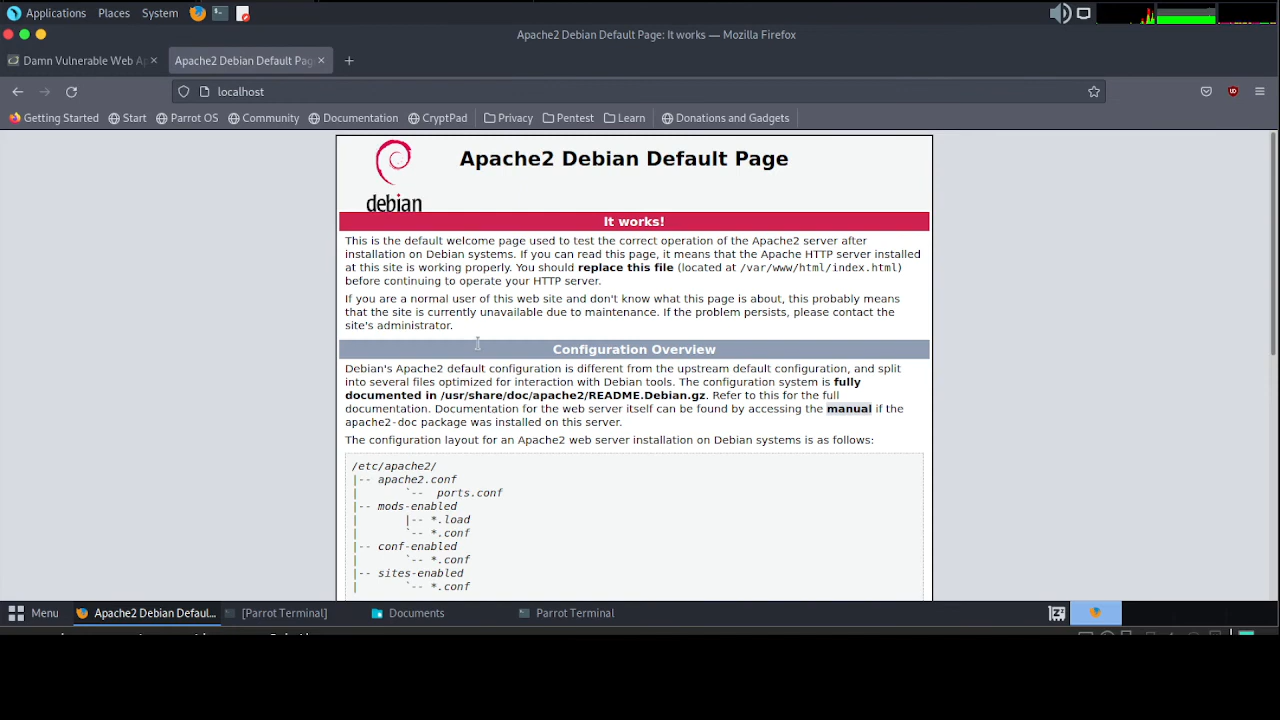 Applications Places System
Apache2 Debian Default Page: It works — Mozilla Firefox
Damn Vulnerable Web Ap × Apache2 Debian Default Pag × +
localhost
Getting Started Start Parrot OS Community Documentation CryptPad Privacy Pentest Learn Donations and Gadgets
debian
Apache2 Debian Default Page
It works!
This is the default welcome page used to test the correct operation of the Apache2 server after
installation on Debian systems. If you can read this page, it means that the Apache HTTP server installed
at this site is working properly. You should replace this file (located at /var/www/html/index.html)
before continuing to operate your HTTP server.
If you are a normal user of this web site and don't know what this page is about, this probably means
that the site is currently unavailable due to maintenance. If the problem persists, please contact the
site's administrator.
Configuration Overview
Debian's Apache2 default configuration is different from the upstream default configuration, and split
into several files optimized for interaction with Debian tools. The configuration system is fully
documented in /usr/share/doc/apache2/README.Debian.gz. Refer to this for the full
documentation. Documentation for the web server itself can be found by accessing the manual if the
apache2-doc package was installed on this server.
The configuration layout for an Apache2 web server installation on Debian systems is as follows:
/etc/apache2/
|-- apache2.conf
|       `--  ports.conf
|-- mods-enabled
|       |-- *.load
|       `-- *.conf
|-- conf-enabled
|       `-- *.conf
|-- sites-enabled
|       `-- *.conf
Menu Apache2 Debian Defaul... [Parrot Terminal] Documents Parrot Terminal